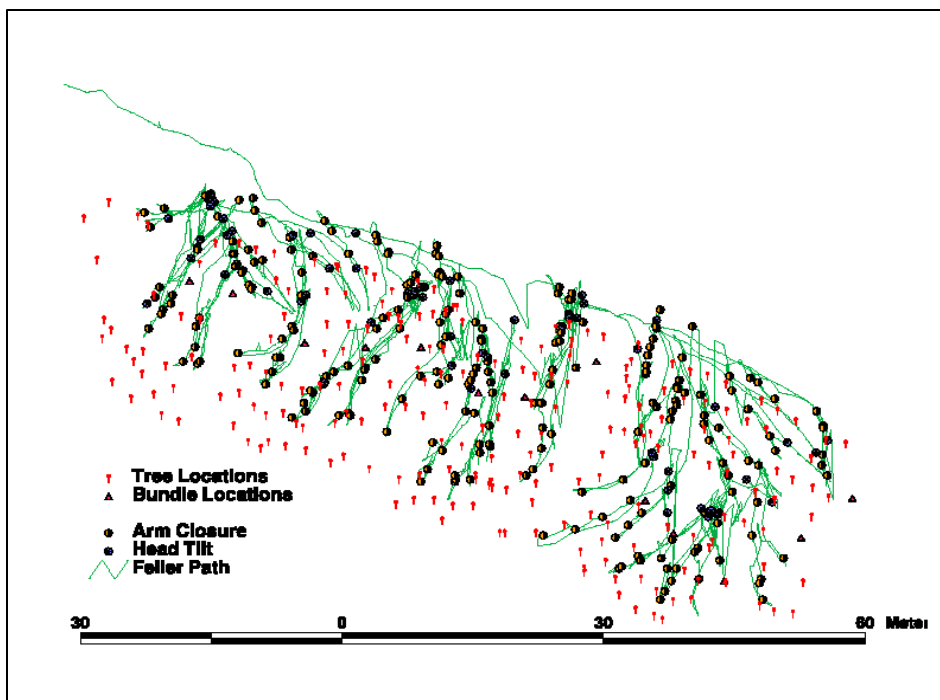 Tree Locations
Bundle Locations
Arm Closure
Head Tilt
Feller Path
30 0 30 60 Meter